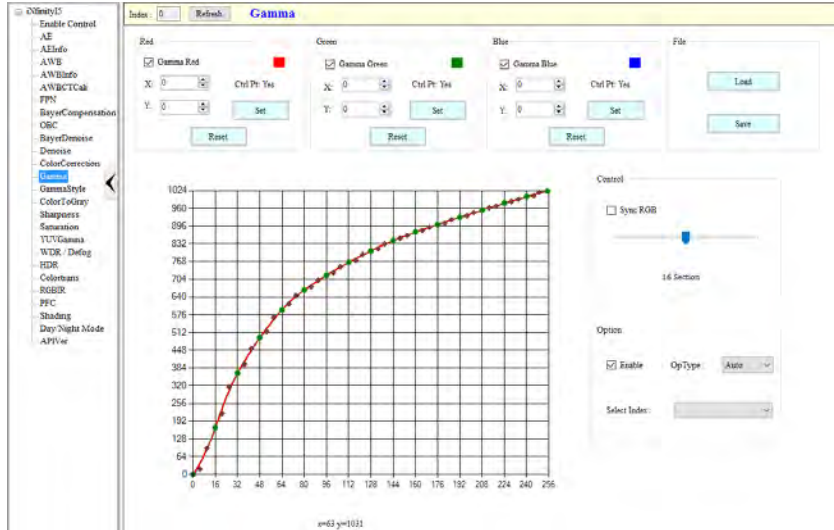 iNfinity15
Enable Control
AE
AEInfo
AWB
AWBInfo
AWBCTCali
FPN
BayerCompensation
OBC
BayerDenoise
Denoise
ColorCorrection
Gamma
GammaStyle
ColorToGray
Sharpness
Saturation
YUVGamma
WDR / Defog
HDR
Colortrans
RGBIR
PFC
Shading
Day/Night Mode
APIVer
Index : 0 Refresh Gamma
Red Green Blue File
Gamma Red Gamma Green Gamma Blue
X: 0 Ctrl Pt: Yes X: 0 Ctrl Pt: Yes X: 0 Ctrl Pt: Yes Load
Y: 0 Set Y: 0 Set Y: 0 Set Save
Reset Reset Reset
1024
960
896
832
768
704
640
576
512
448
384
320
256
192
128
64
0
0 16 32 48 64 80 96 112 128 144 160 176 192 208 224 240 256
x=63 y=1031
Control
Sync RGB
16 Section
Option
Enable OpType: Auto
Select Index: